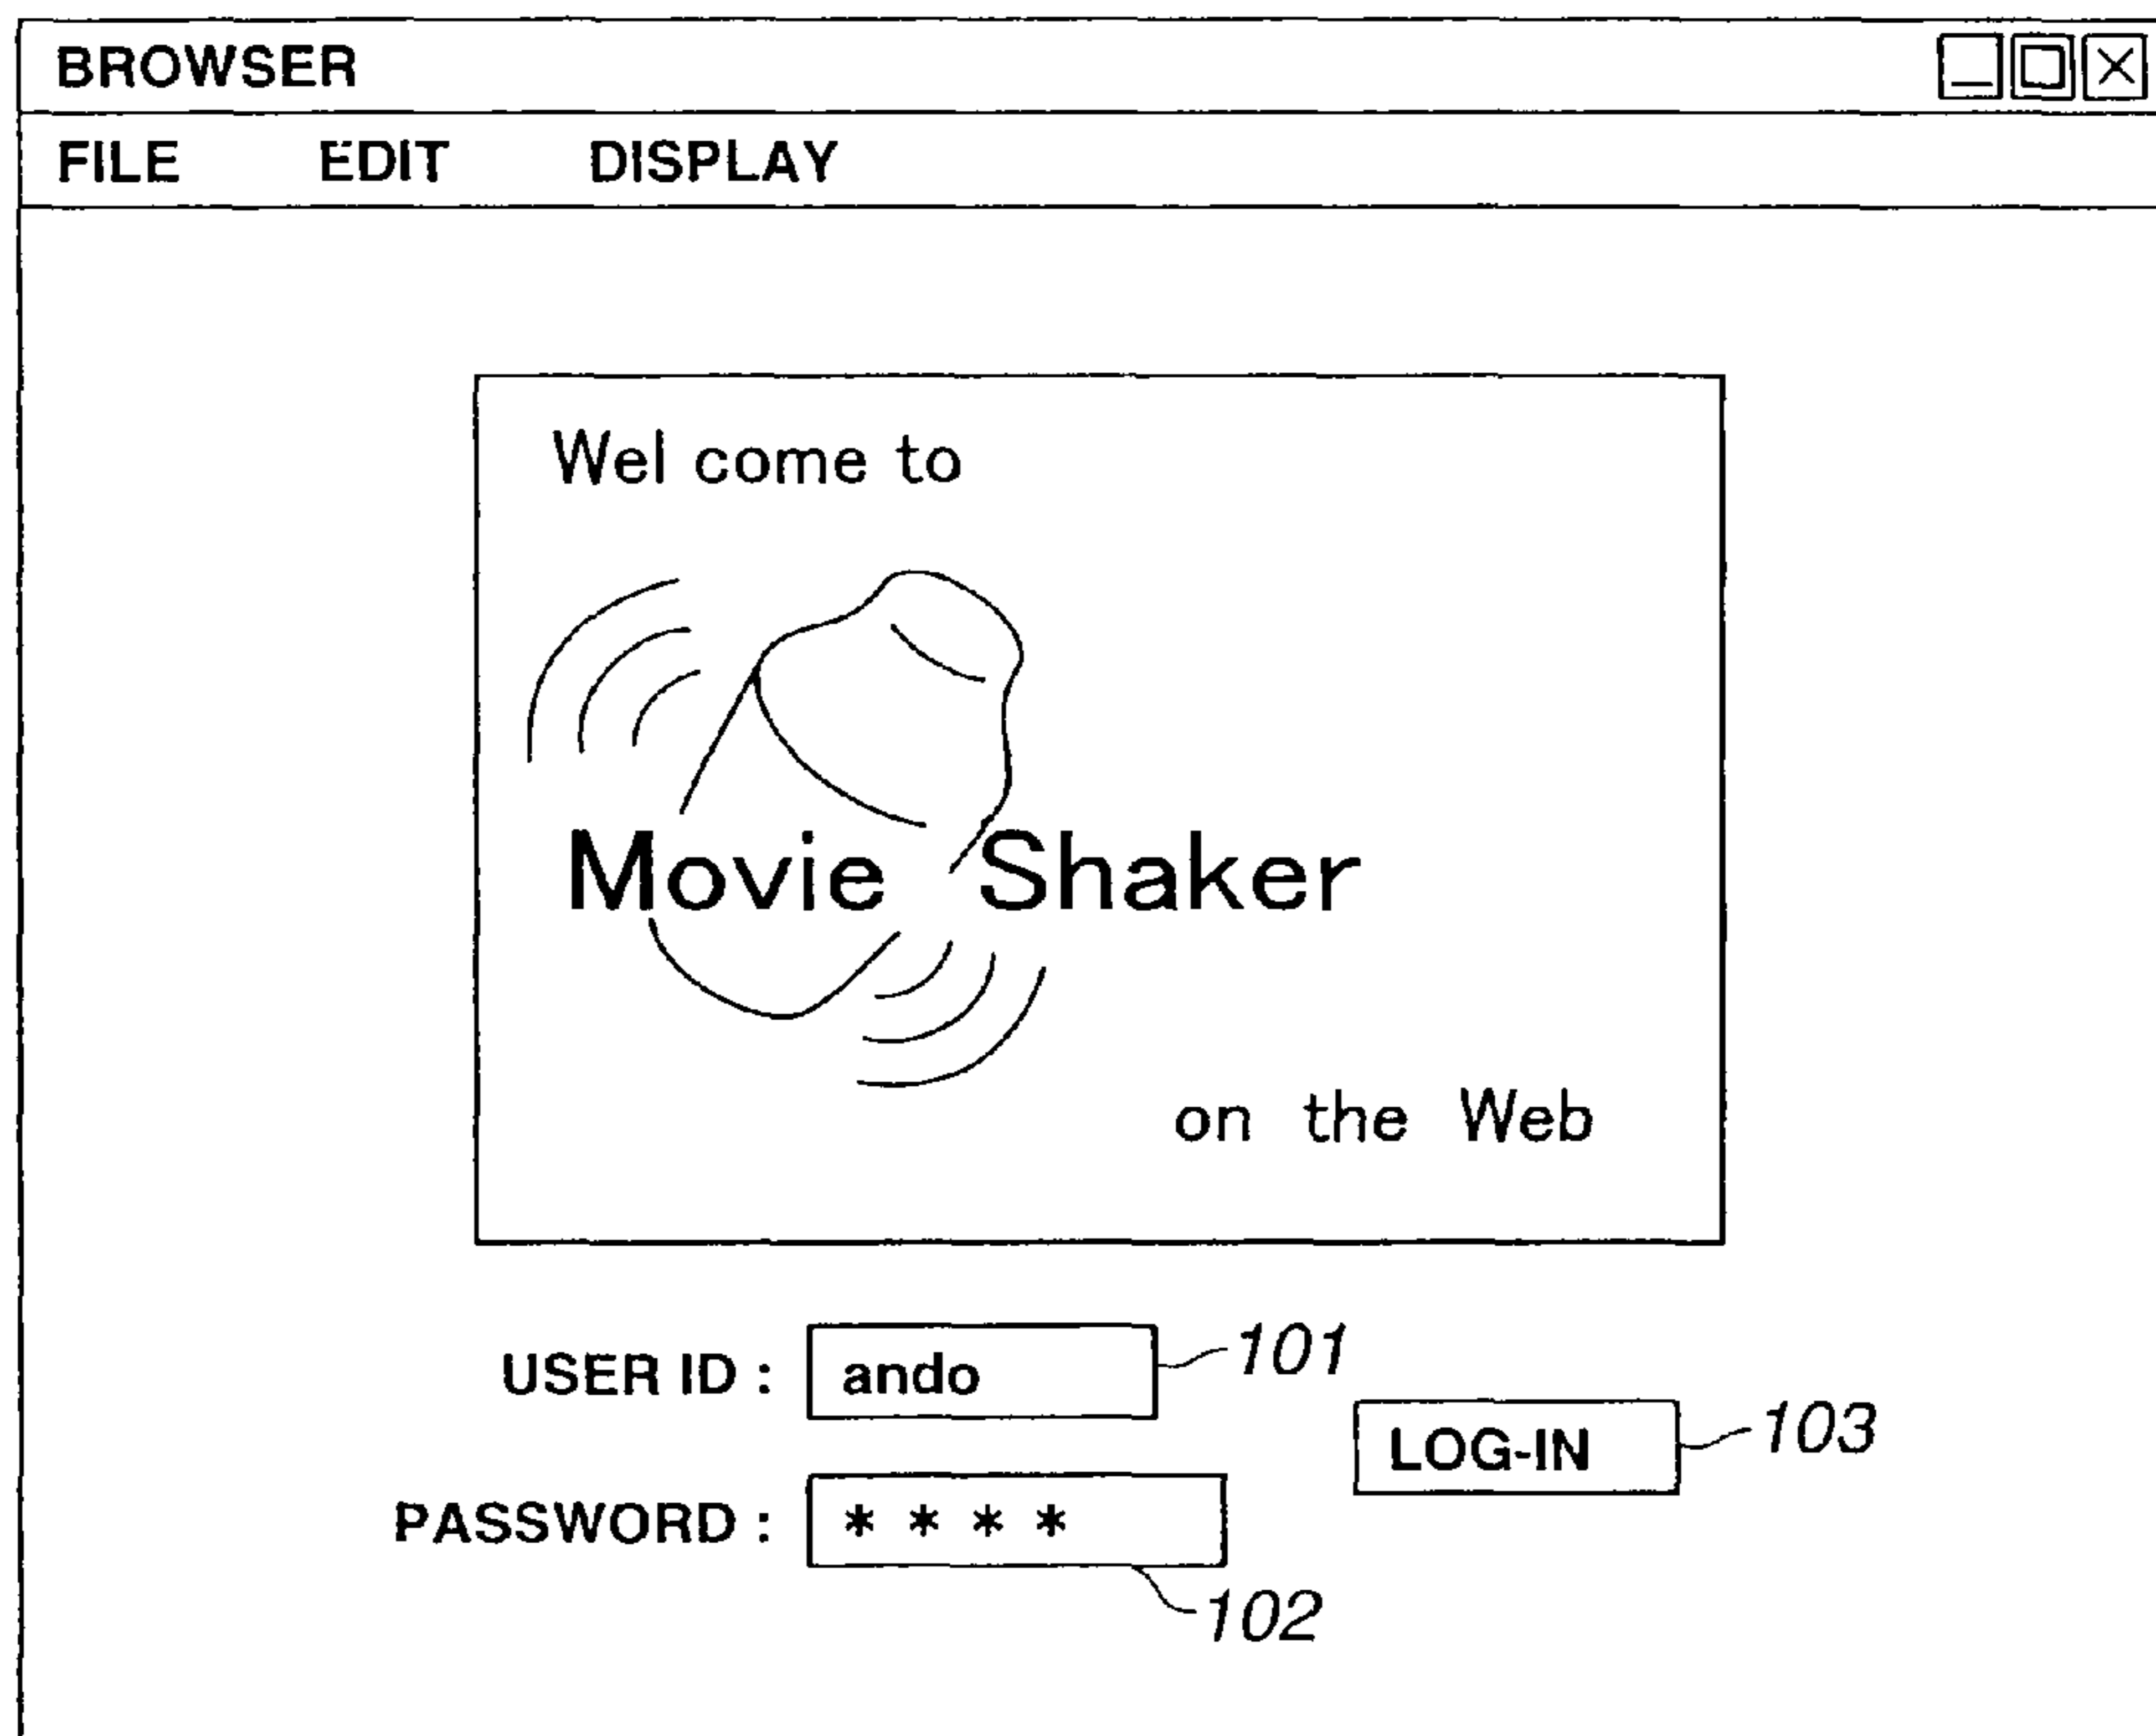 BROWSER
FILE EDIT DISPLAY
Wel come to
Movie Shaker
on the Web
USER ID : ando 101
LOG-IN 103
PASSWORD : * * * *
102